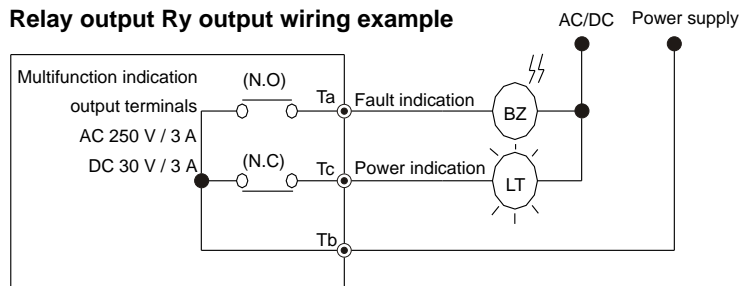 Relay output Ry output wiring example
AC/DC Power supply
Multifunction indication
output terminals
AC 250 V / 3 A
DC 30 V / 3 A
(N.O)
Ta
Fault indication
BZ
(N.C)
Tc
Power indication
LT
Tb